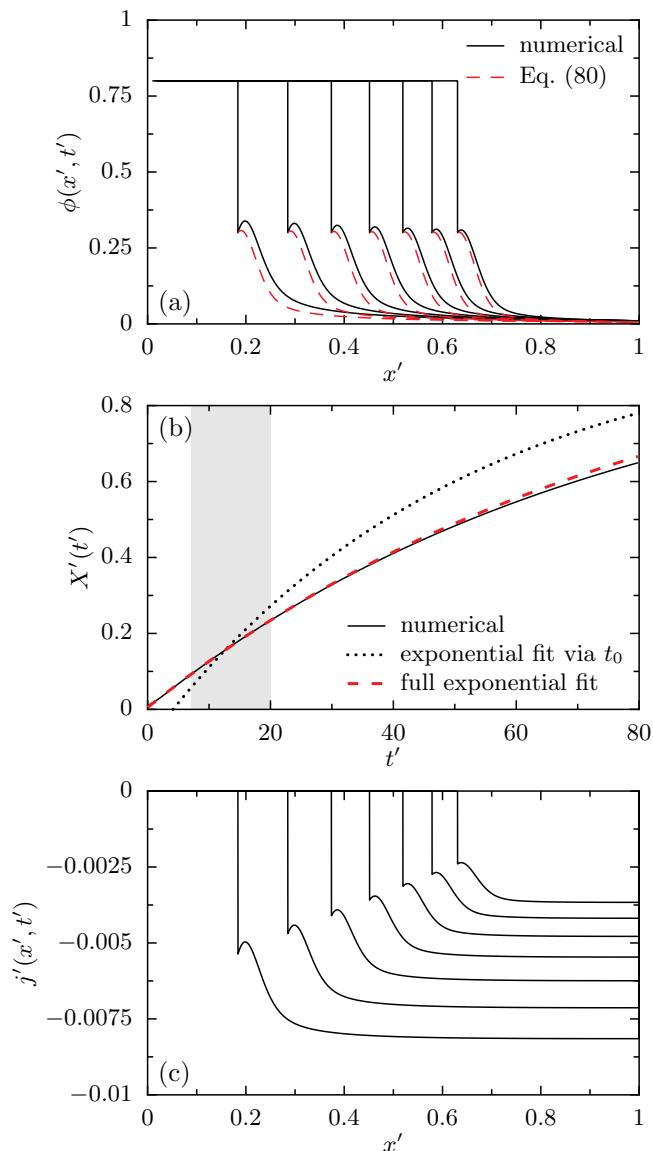 1
0.75
0.5
0.25
0
ϕ(x′, t′)
numerical
Eq. (80)
(a)
0
0.2
0.4
0.6
0.8
1
x′
0.8
0.6
0.4
0.2
0
X′(t′)
(b)
numerical
exponential fit via t₀
full exponential fit
0
20
40
60
80
t′
0
−0.0025
−0.005
−0.0075
−0.01
j′(x′, t′)
(c)
0
0.2
0.4
0.6
0.8
1
x′